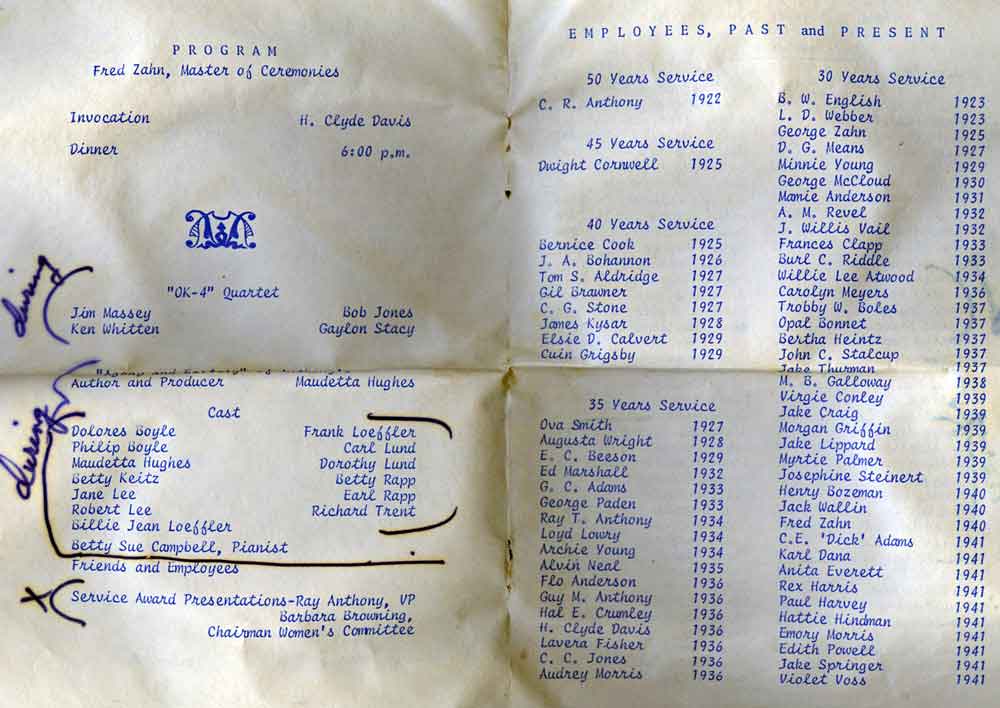 PROGRAM
Fred Zahn, Master of Ceremonies
Invocation H. Clyde Davis
Dinner 6:00 p.m.
"OK-4" Quartet
during
Jim Massey Bob Jones
Ken Whitten Gaylon Stacy
Author and Producer Maudetta Hughes
during
Cast
Dolores Boyle Frank Loeffler
Philip Boyle Carl Lund
Maudetta Hughes Dorothy Lund
Betty Keitz Betty Rapp
Jane Lee Earl Rapp
Robert Lee Richard Trent
Billie Jean Loeffler
Betty Sue Campbell, Pianist
Friends and Employees
X Service Award Presentations-Ray Anthony, VP
Barbara Browning,
Chairman Women's Committee
EMPLOYEES, PAST and PRESENT
50 Years Service
C. R. Anthony 1922
45 Years Service
Dwight Cornwell 1925
40 Years Service
Bernice Cook 1925
J. A. Bohannon 1926
Tom S. Aldridge 1927
Gil Brawner 1927
C. G. Stone 1927
James Kysar 1928
Elsie D. Calvert 1929
Cuin Grigsby 1929
35 Years Service
Ova Smith 1927
Augusta Wright 1928
E. C. Beeson 1929
Ed Marshall 1932
G. C. Adams 1933
George Paden 1933
Ray T. Anthony 1934
Loyd Lowry 1934
Archie Young 1934
Alvin Neal 1935
Flo Anderson 1936
Guy M. Anthony 1936
Hal E. Crumley 1936
H. Clyde Davis 1936
Lavera Fisher 1936
C. C. Jones 1936
Audrey Morris 1936
30 Years Service
B. W. English 1923
L. D. Webber 1923
George Zahn 1925
D. G. Means 1927
Minnie Young 1929
George McCloud 1930
Mamie Anderson 1931
A. M. Revel 1932
J. Willis Vail 1932
Frances Clapp 1933
Burl C. Riddle 1933
Willie Lee Atwood 1934
Carolyn Meyers 1936
Trobby W. Boles 1937
Opal Bonnet 1937
Bertha Heintz 1937
John C. Stalcup 1937
Jake Thurman 1937
M. B. Galloway 1938
Virgie Conley 1939
Jake Craig 1939
Morgan Griffin 1939
Jake Lippard 1939
Myrtie Palmer 1939
Josephine Steinert 1939
Henry Bozeman 1940
Jack Wallin 1940
Fred Zahn 1940
C.E. 'Dick' Adams 1941
Karl Dana 1941
Anita Everett 1941
Rex Harris 1941
Paul Harvey 1941
Hattie Hindman 1941
Emory Morris 1941
Edith Powell 1941
Jake Springer 1941
Violet Voss 1941